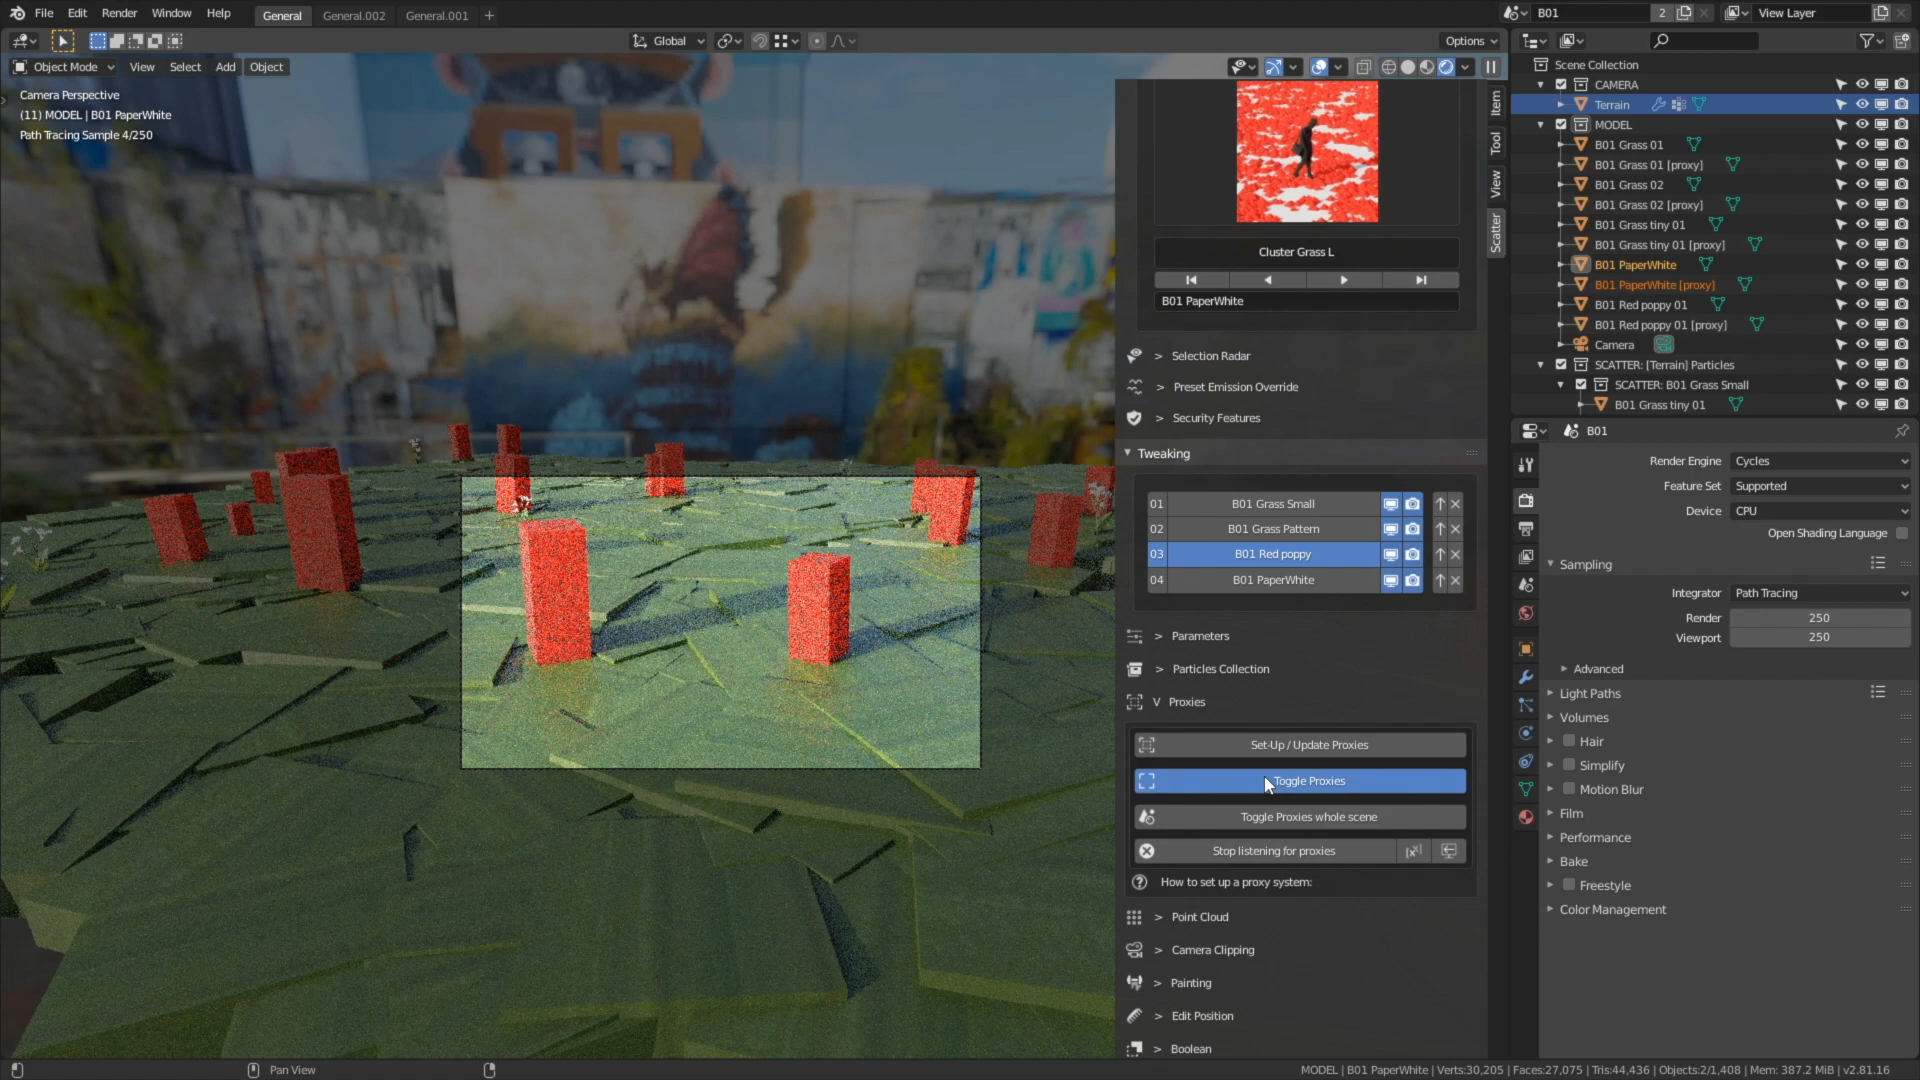 File Edit Render Window Help General General.002 General.001 +
B01 2 View Layer
Global Options
Object Mode View Select Add Object
Camera Perspective
(11) MODEL | B01 PaperWhite
Path Tracing Sample 4/250
Item
Tool
View
Scatter
Cluster Grass L
B01 PaperWhite
> Selection Radar
> Preset Emission Override
> Security Features
Tweaking
01 B01 Grass Small
02 B01 Grass Pattern
03 B01 Red poppy
04 B01 PaperWhite
> Parameters
> Particles Collection
V Proxies
Set-Up / Update Proxies
Toggle Proxies
Toggle Proxies whole scene
Stop listening for proxies
How to set up a proxy system:
> Point Cloud
> Camera Clipping
> Painting
> Edit Position
> Boolean
Scene Collection
CAMERA
Terrain
MODEL
B01 Grass 01
B01 Grass 01 [proxy]
B01 Grass 02
B01 Grass 02 [proxy]
B01 Grass tiny 01
B01 Grass tiny 01 [proxy]
B01 PaperWhite
B01 PaperWhite [proxy]
B01 Red poppy 01
B01 Red poppy 01 [proxy]
Camera
SCATTER: [Terrain] Particles
SCATTER: B01 Grass Small
B01 Grass tiny 01
B01
Render Engine Cycles
Feature Set Supported
Device CPU
Open Shading Language
Sampling
Integrator Path Tracing
Render 250
Viewport 250
Advanced
Light Paths
Volumes
Hair
Simplify
Motion Blur
Film
Performance
Bake
Freestyle
Color Management
Pan View
MODEL | B01 PaperWhite | Verts:30,205 | Faces:27,075 | Tris:44,436 | Objects:2/1,408 | Mem: 387.2 MiB | v2.81.16